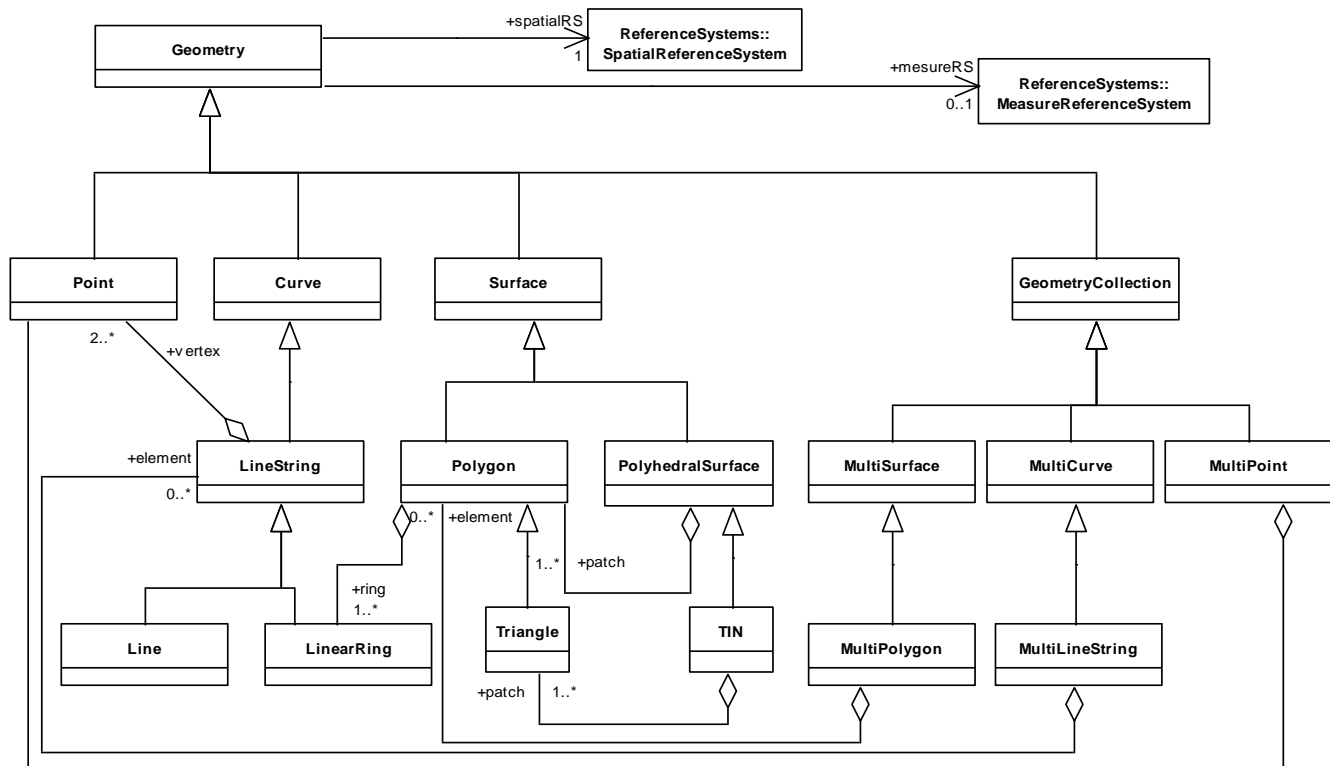 Geometry
+spatialRS
1
ReferenceSystems::
SpatialReferenceSystem
+mesureRS
0..1
ReferenceSystems::
MeasureReferenceSystem
Point
Curve
Surface
GeometryCollection
2..*
+vertex
+element
0..*
LineString
Polygon
PolyhedralSurface
MultiSurface
MultiCurve
MultiPoint
0..*
+element
1..*
+patch
+ring
1..*
Line
LinearRing
Triangle
TIN
MultiPolygon
MultiLineString
+patch
1..*